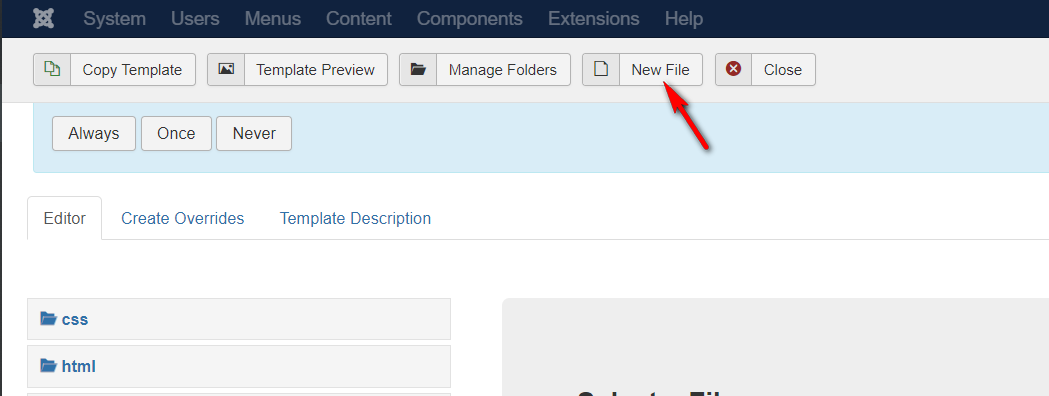 System Users Menus Content Components Extensions Help
Copy Template Template Preview Manage Folders New File Close
Always Once Never
Editor Create Overrides Template Description
css
html